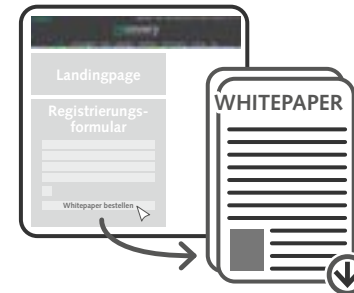 Landingpage
Registrierungs-
formular
Whitepaper bestellen
WHITEPAPER